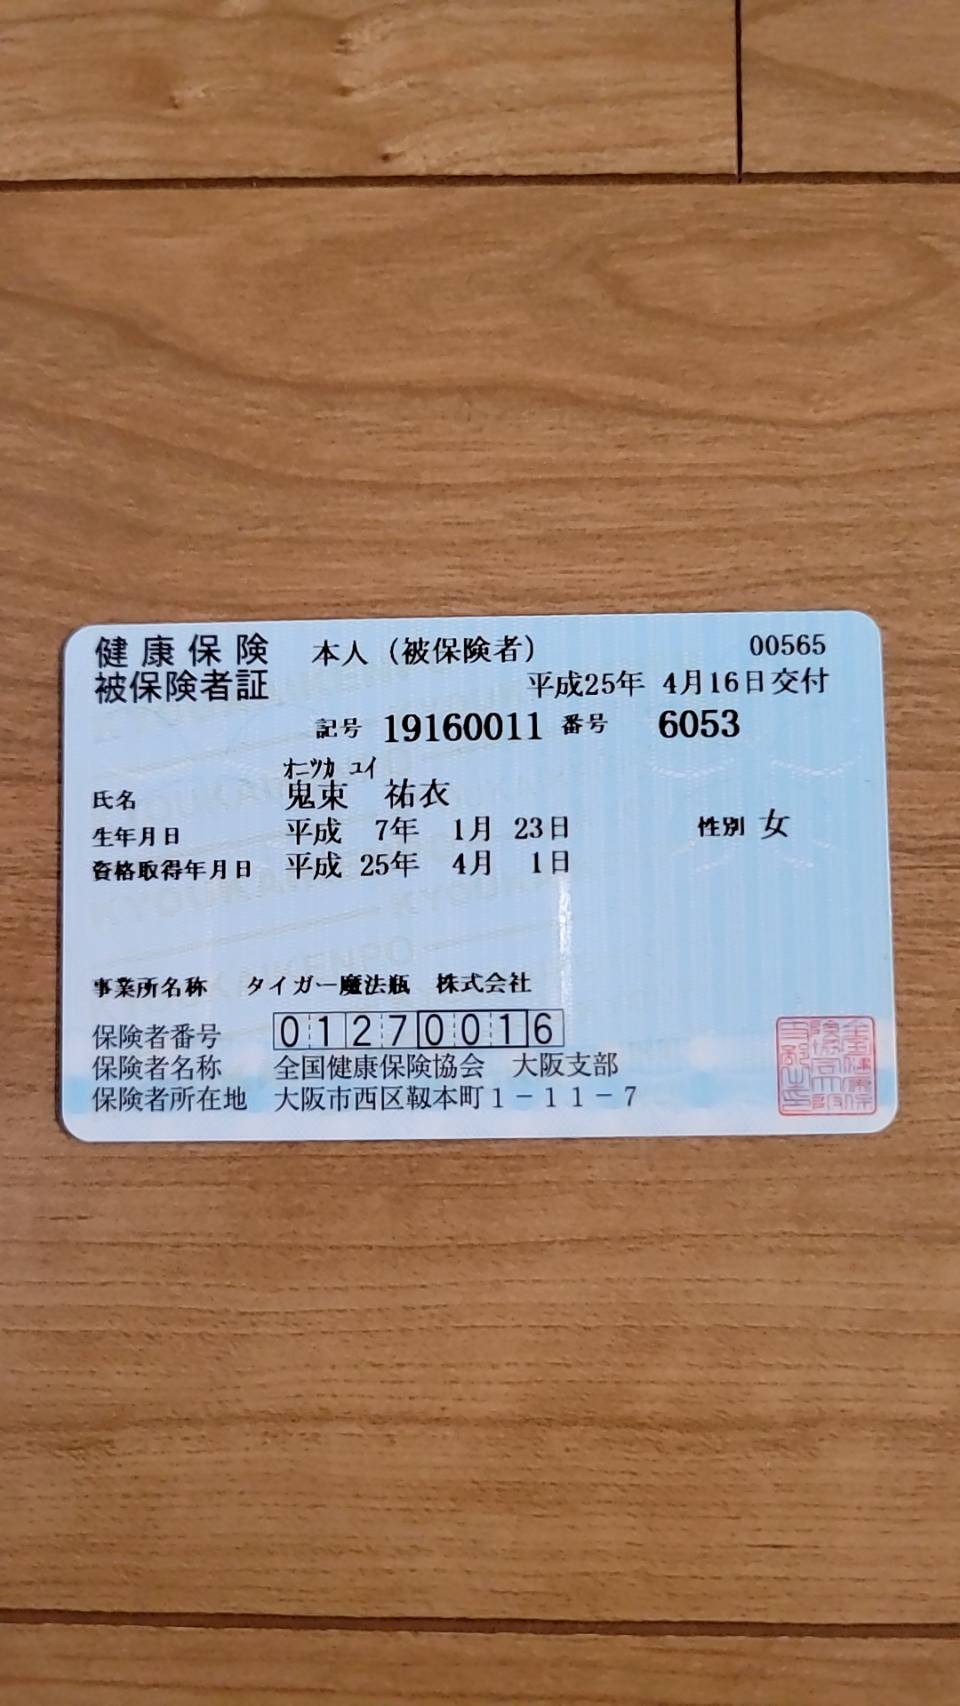 健康保険 本人（被保険者） 00565
被保険者証 平成25年 4月16日交付
記号 19160011 番号 6053
ｵﾆﾂｶ ﾕｲ
氏名 鬼束 祐衣
生年月日 平成 7年 1月 23日 性別 女
資格取得年月日 平成 25年 4月 1日
事業所名称 タイガー魔法瓶 株式会社
保険者番号 01270016
保険者名称 全国健康保険協会 大阪支部
保険者所在地 大阪市西区靱本町1-11-7